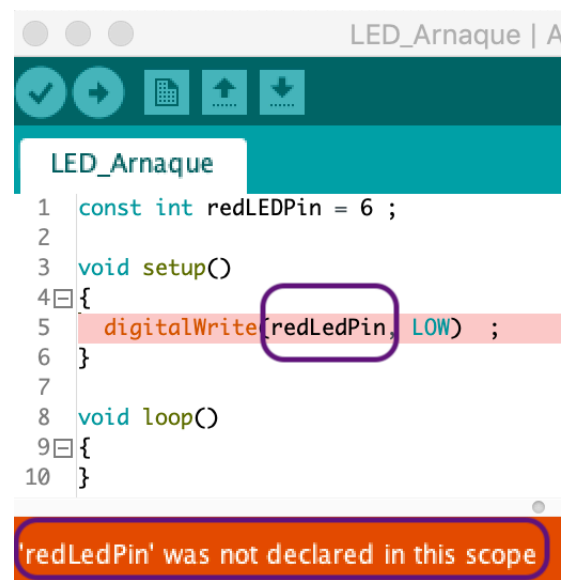 LED_Arnaque | A
LED_Arnaque
1 const int redLEDPin = 6 ;
2
3 void setup()
4 {
5 digitalWrite(redLedPin, LOW) ;
6 }
7
8 void loop()
9 {
10 }
'redLedPin' was not declared in this scope